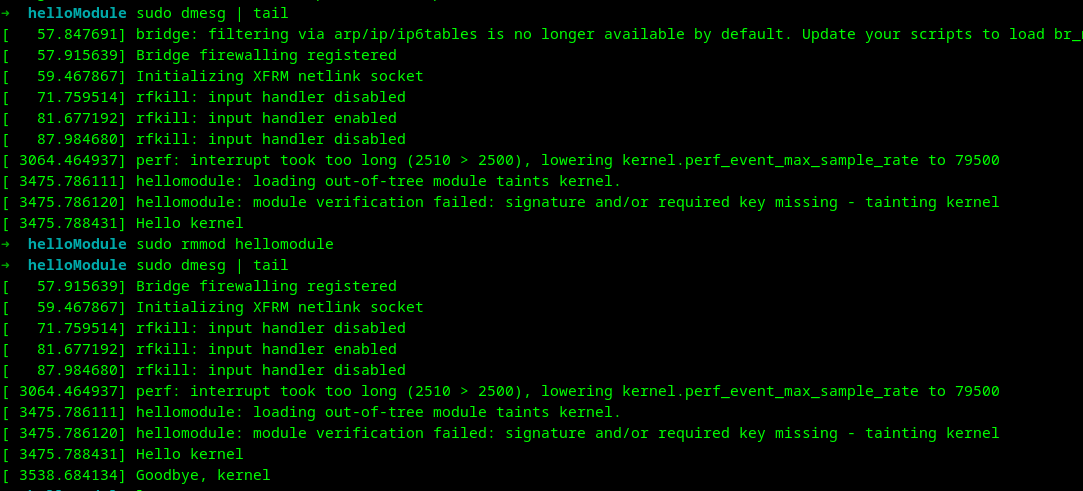 → helloModule sudo dmesg | tail
[   57.847691] bridge: filtering via arp/ip/ip6tables is no longer available by default. Update your scripts to load
[   57.915639] Bridge firewalling registered
[   59.467867] Initializing XFRM netlink socket
[   71.759514] rfkill: input handler disabled
[   81.677192] rfkill: input handler enabled
[   87.984680] rfkill: input handler disabled
[ 3064.464937] perf: interrupt took too long (2510 > 2500), lowering kernel.perf_event_max_sample_rate to 79500
[ 3475.786111] hellomodule: loading out-of-tree module taints kernel.
[ 3475.786120] hellomodule: module verification failed: signature and/or required key missing - tainting kernel
[ 3475.788431] Hello kernel
→ helloModule sudo rmmod hellomodule
→ helloModule sudo dmesg | tail
[   57.915639] Bridge firewalling registered
[   59.467867] Initializing XFRM netlink socket
[   71.759514] rfkill: input handler disabled
[   81.677192] rfkill: input handler enabled
[   87.984680] rfkill: input handler disabled
[ 3064.464937] perf: interrupt took too long (2510 > 2500), lowering kernel.perf_event_max_sample_rate to 79500
[ 3475.786111] hellomodule: loading out-of-tree module taints kernel.
[ 3475.786120] hellomodule: module verification failed: signature and/or required key missing - tainting kernel
[ 3475.788431] Hello kernel
[ 3538.684134] Goodbye, kernel